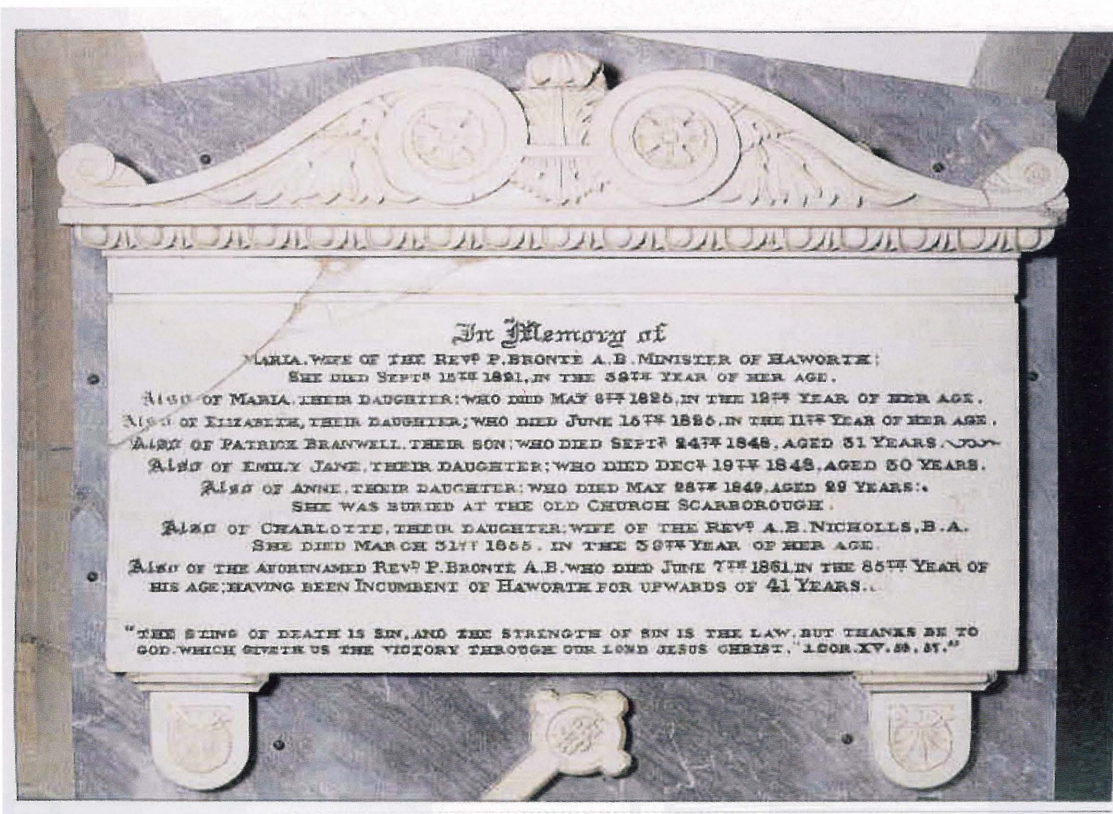 In Memory of
MARIA, WIFE OF THE REVD P. BRONTË A.B. MINISTER OF HAWORTH;
SHE DIED SEPTR 15TH 1821, IN THE 39TH YEAR OF HER AGE.
Also OF MARIA, THEIR DAUGHTER; WHO DIED MAY 6TH 1825, IN THE 12TH YEAR OF HER AGE.
Also OF ELIZABETH, THEIR DAUGHTER; WHO DIED JUNE 15TH 1825, IN THE 11TH YEAR OF HER AGE.
Also OF PATRICK BRANWELL, THEIR SON; WHO DIED SEPTR 24TH 1848, AGED 31 YEARS.
Also OF EMILY JANE, THEIR DAUGHTER; WHO DIED DECR 19TH 1848, AGED 30 YEARS.
Also OF ANNE, THEIR DAUGHTER; WHO DIED MAY 28TH 1849, AGED 29 YEARS:
SHE WAS BURIED AT THE OLD CHURCH SCARBOROUGH.
Also OF CHARLOTTE, THEIR DAUGHTER; WIFE OF THE REVD A.B. NICHOLLS, B.A.
SHE DIED MARCH 31ST 1855, IN THE 39TH YEAR OF HER AGE.
Also OF THE AFORENAMED REVD P. BRONTË A.B. WHO DIED JUNE 7TH 1861, IN THE 85TH YEAR OF
HIS AGE; HAVING BEEN INCUMBENT OF HAWORTH FOR UPWARDS OF 41 YEARS.
"THE STING OF DEATH IS SIN, AND THE STRENGTH OF SIN IS THE LAW, BUT THANKS BE TO
GOD, WHICH GIVETH US THE VICTORY THROUGH OUR LORD JESUS CHRIST." 1. COR. XV. 56, 57."